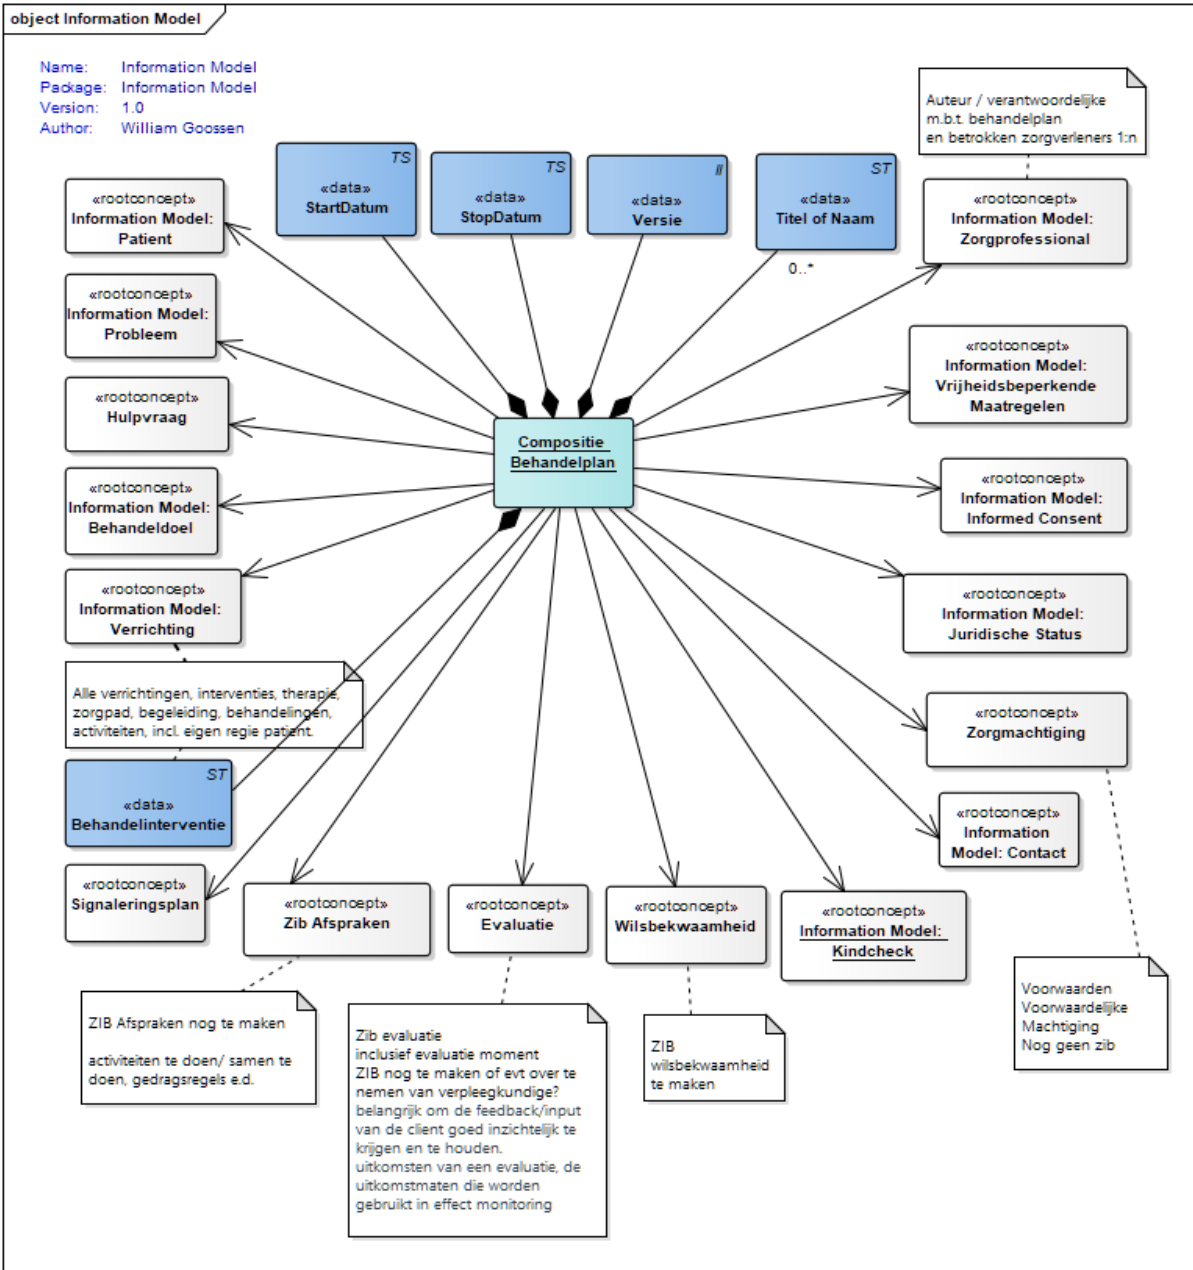 object Information Model
Name: Information Model
Package: Information Model
Version: 1.0
Author: William Goossen
Auteur / verantwoordelijke
m.b.t. behandelplan
en betrokken zorgverleners 1:n
TS
«data»
StartDatum
TS
«data»
StopDatum
II
«data»
Versie
ST
«data»
Titel of Naam
0..*
«rootconcept»
Information Model:
Patient
«rootconcept»
Information Model:
Zorgprofessional
«rootconcept»
Information Model:
Probleem
«rootconcept»
Information Model:
Vrijheidsbeperkende
Maatregelen
«rootconcept»
Hulpvraag
Compositie
Behandelplan
«rootconcept»
Information Model:
Informed Consent
«rootconcept»
Information Model:
Behandeldoel
«rootconcept»
Information Model:
Verrichting
«rootconcept»
Information Model:
Juridische Status
Alle verrichtingen, interventies, therapie,
zorgpad, begeleiding, behandelingen,
activiteiten, incl. eigen regie patient.
«rootconcept»
Zorgmachtiging
ST
«data»
Behandelinterventie
«rootconcept»
Information
Model: Contact
«rootconcept»
Signaleringsplan
«rootconcept»
Zib Afspraken
«rootconcept»
Evaluatie
«rootconcept»
Wilsbekwaamheid
«rootconcept»
Information Model:
Kindcheck
ZIB Afspraken nog te maken
activiteiten te doen/ samen te
doen, gedragsregels e.d.
Zib evaluatie
inclusief evaluatie moment
ZIB nog te maken of evt over te
nemen van verpleegkundige?
belangrijk om de feedback/input
van de client goed inzichtelijk te
krijgen en te houden.
uitkomsten van een evaluatie, de
uitkomstmaten die worden
gebruikt in effect monitoring
ZIB
wilsbekwaamheid
te maken
Voorwaarden
Voorwaardelijke
Machtiging
Nog geen zib